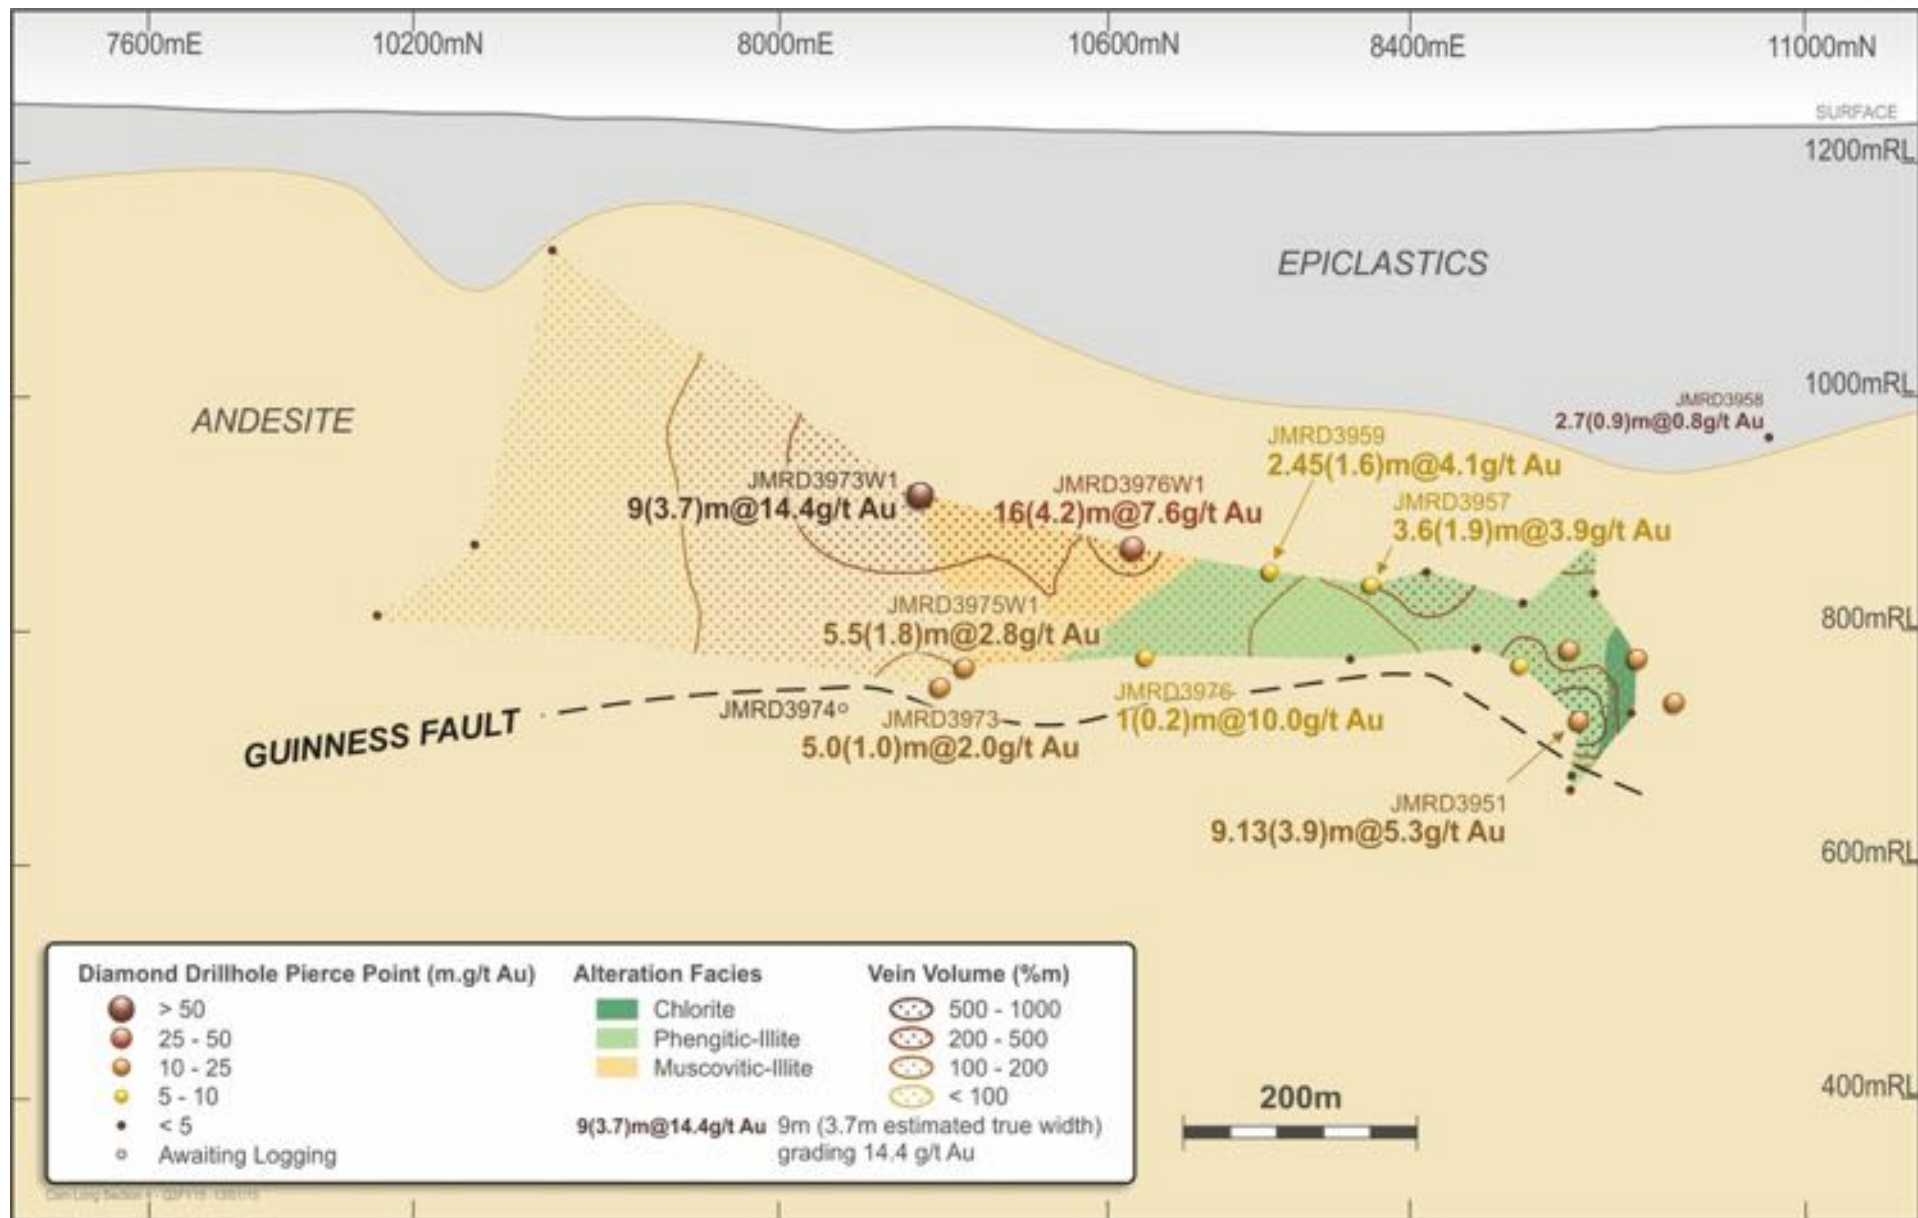 7600mE 10200mN 8000mE 10600mN 8400mE 11000mN
SURFACE
1200mRL
EPICLASTICS
1000mRL
ANDESITE
JMRD3958
2.7(0.9)m@0.8g/t Au
JMRD3959
2.45(1.6)m@4.1g/t Au
JMRD3973W1
9(3.7)m@14.4g/t Au
JMRD3976W1
16(4.2)m@7.6g/t Au
JMRD3957
3.6(1.9)m@3.9g/t Au
JMRD3975W1
5.5(1.8)m@2.8g/t Au
800mRL
GUINNESS FAULT
JMRD3974
JMRD3973
5.0(1.0)m@2.0g/t Au
JMRD3976
1(0.2)m@10.0g/t Au
JMRD3951
9.13(3.9)m@5.3g/t Au
600mRL
400mRL
Diamond Drillhole Pierce Point (m.g/t Au)
> 50
25 - 50
10 - 25
5 - 10
< 5
Awaiting Logging
Alteration Facies
Chlorite
Phengitic-Illite
Muscovitic-Illite
Vein Volume (%m)
500 - 1000
200 - 500
100 - 200
< 100
9(3.7)m@14.4g/t Au 9m (3.7m estimated true width)
grading 14.4 g/t Au
200m